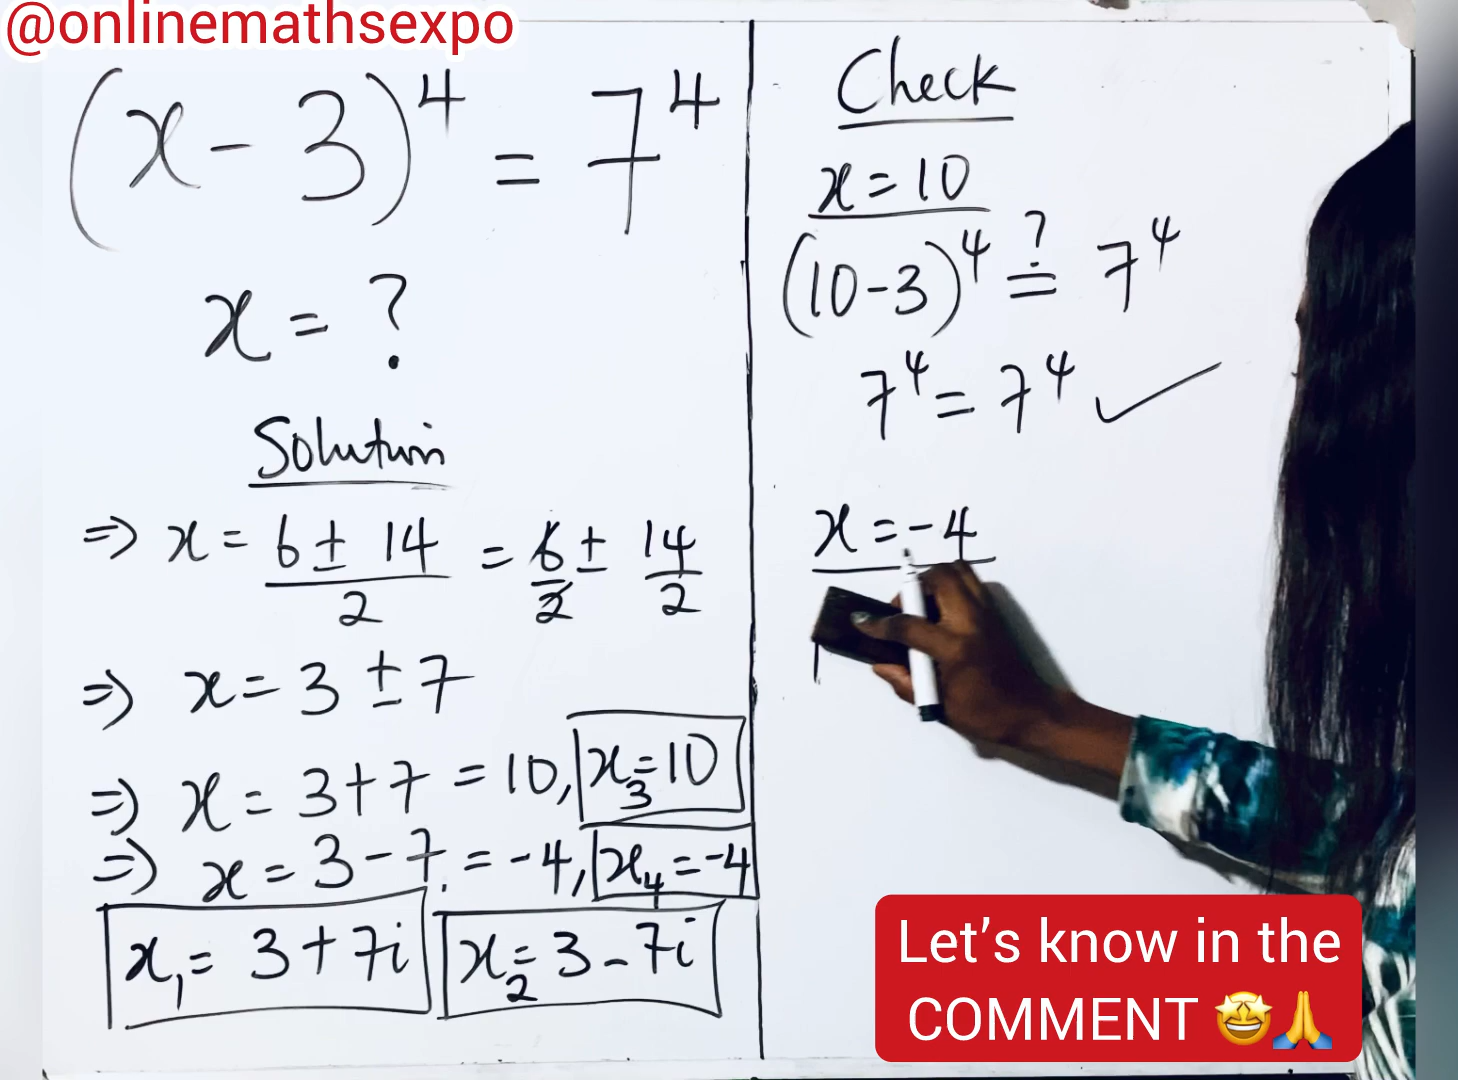 @onlinemathsexpo
(x - 3)⁴ = 7⁴
x = ?
Solution
⇒ x = (6 ± 14)/2 = 6/2 ± 14/2
⇒ x = 3 ± 7
⇒ x = 3 + 7 = 10, x₃ = 10
⇒ x = 3 - 7 = -4, x₄ = -4
x₁ = 3 + 7i x₂ = 3 - 7i
Check
x = 10
(10 - 3)⁴ ≟ 7⁴
7⁴ = 7⁴ ✓
x = -4
Let’s know in the
COMMENT 🤩🙏